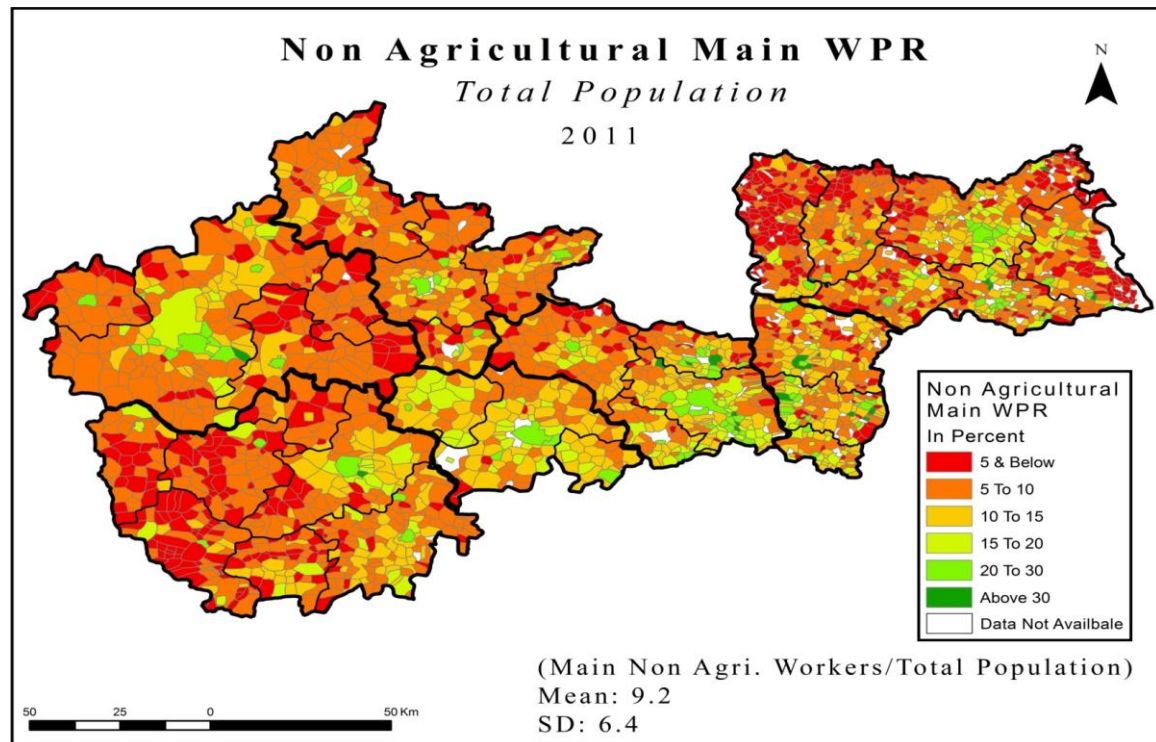 Non Agricultural Main WPR
Total Population
2011
N
Non Agricultural
Main WPR
In Percent
5 & Below
5 To 10
10 To 15
15 To 20
20 To 30
Above 30
Data Not Availbale
(Main Non Agri. Workers/Total Population)
Mean: 9.2
SD: 6.4
50 25 0 50 Km